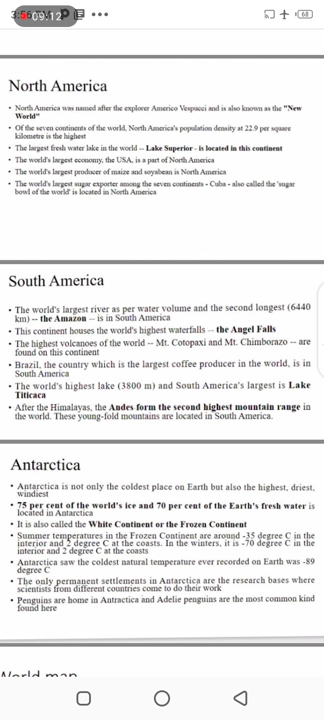 3:56 PM
09:12
68
North America
• North America was named after the explorer Americo Vespucci and is also known as the "New
World"
• Of the seven continents of the world, North America's population density at 22.9 per square
kilometre is the highest
• The largest fresh water lake in the world -- Lake Superior - is located in this continent
• The world's largest economy, the USA, is a part of North America
• The world's largest producer of maize and soyabean is North America
• The world's largest sugar exporter among the seven continents - Cuba - also called the 'sugar
bowl of the world' is located in North America
South America
• The world's largest river as per water volume and the second longest (6440
km) -- the Amazon -- is in South America
• This continent houses the world's highest waterfalls -- the Angel Falls
• The highest volcanoes of the world -- Mt. Cotopaxi and Mt. Chimborazo -- are
found on this continent
• Brazil, the country which is the largest coffee producer in the world, is in
South America
• The world's highest lake (3800 m) and South America's largest is Lake
Titicaca
• After the Himalayas, the Andes form the second highest mountain range in
the world. These young-fold mountains are located in South America.
Antarctica
• Antarctica is not only the coldest place on Earth but also the highest, driest,
windiest
• 75 per cent of the world's ice and 70 per cent of the Earth's fresh water is
located in Antarctica
• It is also called the White Continent or the Frozen Continent
• Summer temperatures in the Frozen Continent are around -35 degree C in the
interior and 2 degree C at the coasts. In the winters, it is -70 degree C in the
interior and 2 degree C at the coasts
• Antarctica saw the coldest natural temperature ever recorded on Earth was -89
degree C
• The only permanent settlements in Antarctica are the research bases where
scientists from different countries come to do their work
• Penguins are home in Antractica and Adelie penguins are the most common kind
found here
World map